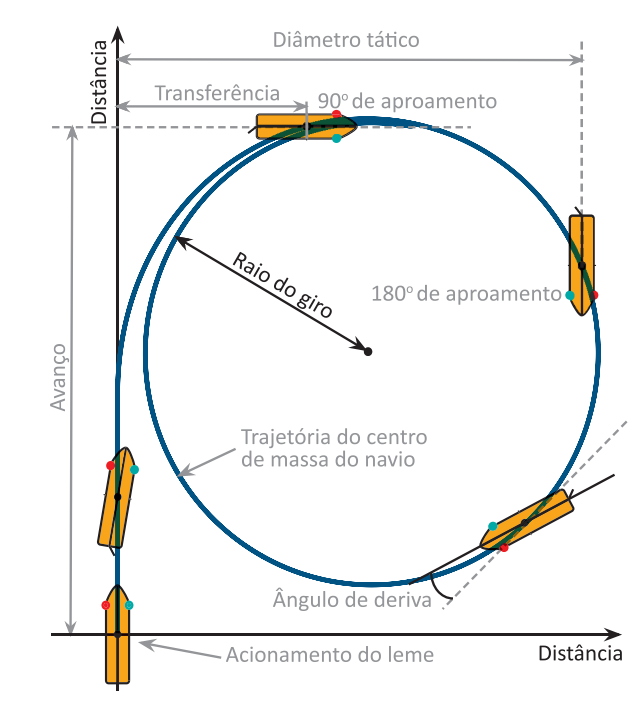 Diâmetro tático
Distância
Transferência
90º de aproamento
Raio do giro
180º de aproamento
Avanço
Trajetória do centro
de massa do navio
Ângulo de deriva
Acionamento do leme
Distância